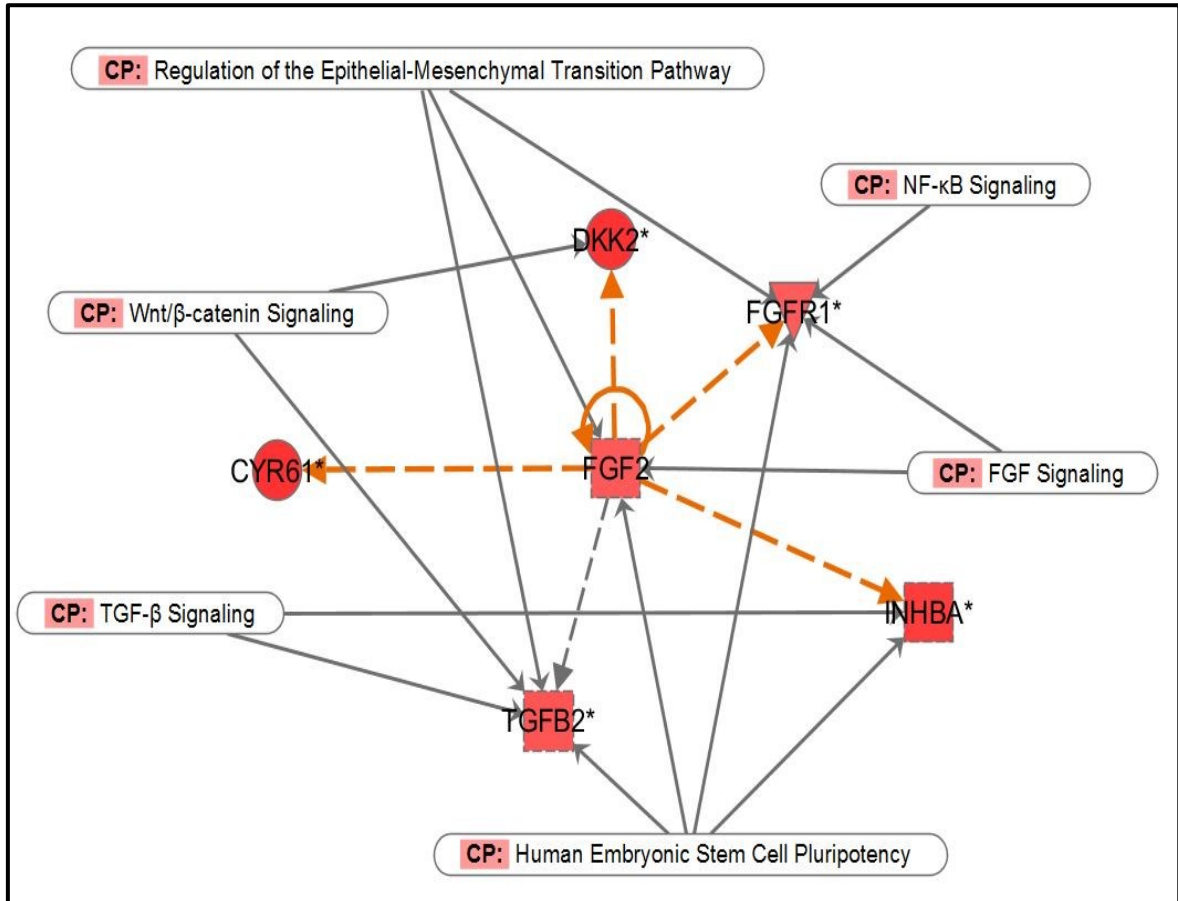 CP: Regulation of the Epithelial-Mesenchymal Transition Pathway
CP: NF-κB Signaling
DKK2*
CP: Wnt/β-catenin Signaling
FGFR1*
CYR61*
FGF2
CP: FGF Signaling
CP: TGF-β Signaling
INHBA*
TGFB2*
CP: Human Embryonic Stem Cell Pluripotency